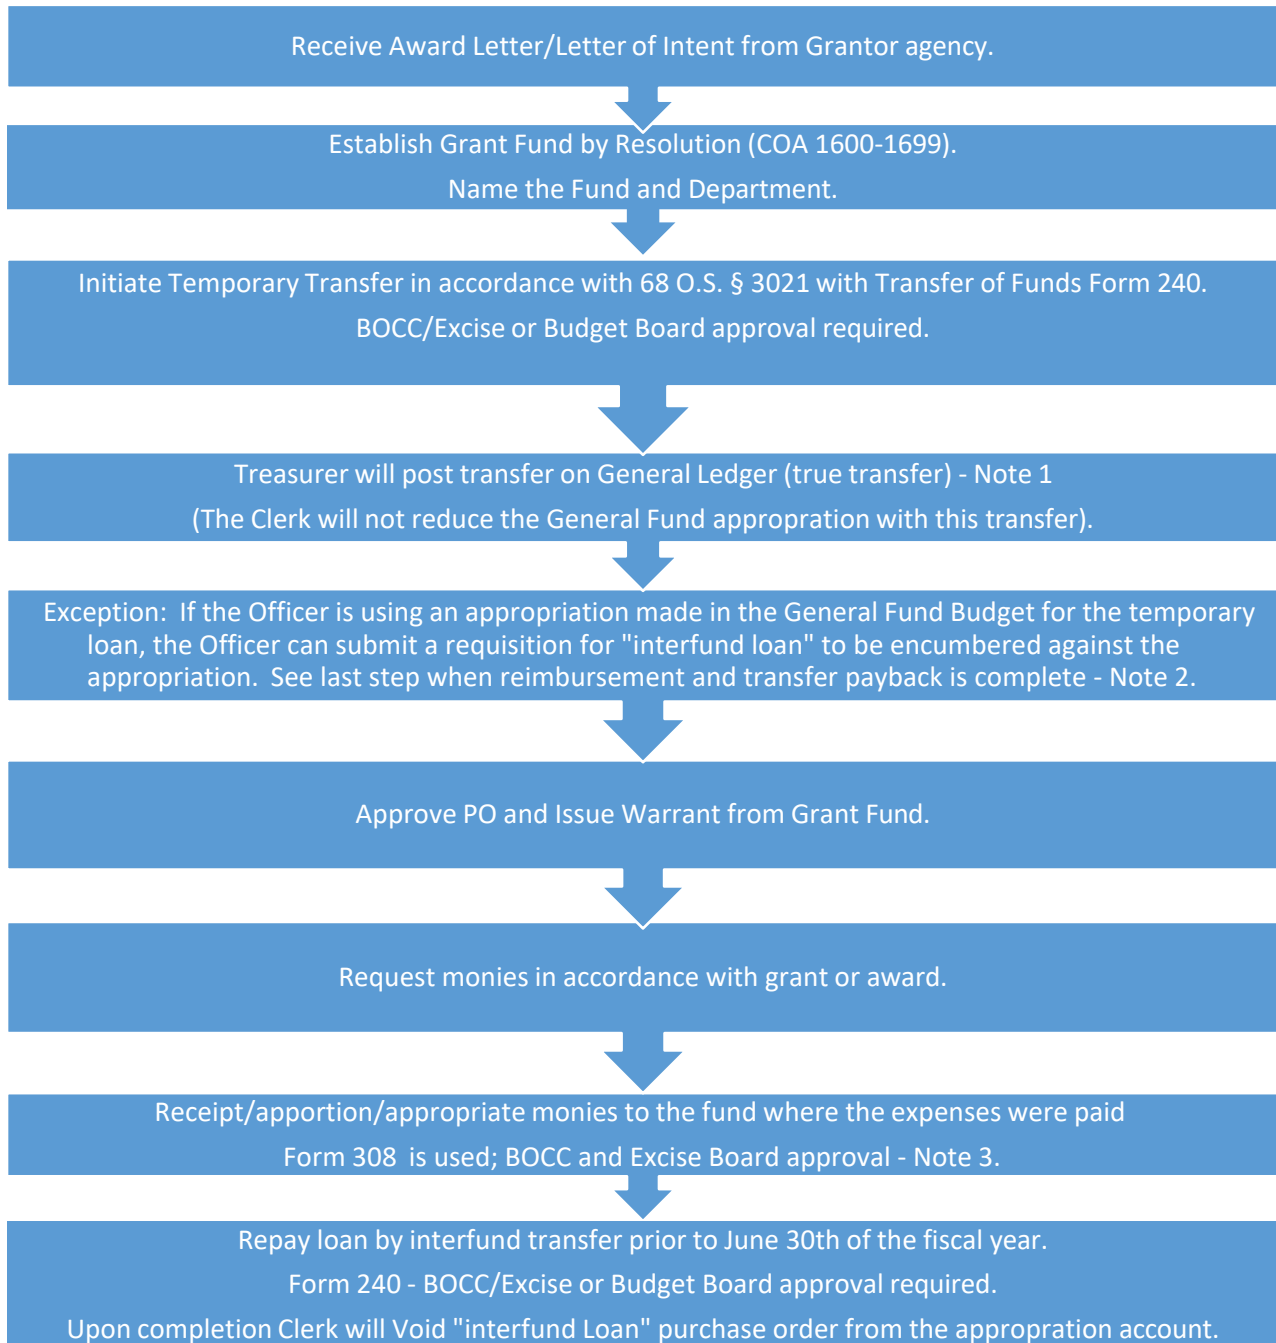 Receive Award Letter/Letter of Intent from Grantor agency.
Establish Grant Fund by Resolution (COA 1600-1699).
Name the Fund and Department.
Initiate Temporary Transfer in accordance with 68 O.S. § 3021 with Transfer of Funds Form 240.
BOCC/Excise or Budget Board approval required.
Treasurer will post transfer on General Ledger (true transfer) - Note 1
(The Clerk will not reduce the General Fund appropration with this transfer).
Exception:  If the Officer is using an appropriation made in the General Fund Budget for the temporary
loan, the Officer can submit a requisition for "interfund loan" to be encumbered against the
appropriation.  See last step when reimbursement and transfer payback is complete - Note 2.
Approve PO and Issue Warrant from Grant Fund.
Request monies in accordance with grant or award.
Receipt/apportion/appropriate monies to the fund where the expenses were paid
Form 308  is used; BOCC and Excise Board approval - Note 3.
Repay loan by interfund transfer prior to June 30th of the fiscal year.
Form 240 - BOCC/Excise or Budget Board approval required.
Upon completion Clerk will Void "interfund Loan" purchase order from the appropration account.